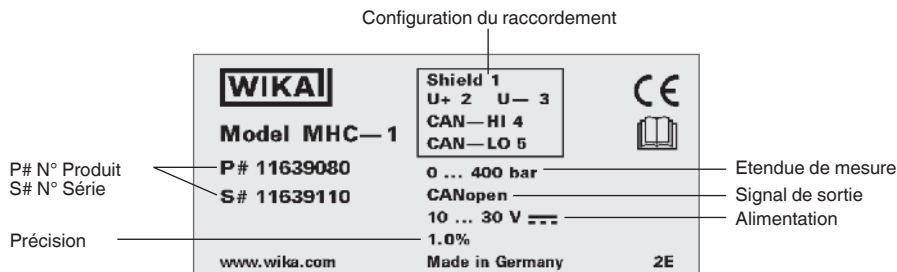 Configuration du raccordement
WIKA
Shield 1
U+ 2 U— 3
CAN—HI 4
CAN—LO 5
CE
Model MHC—1
P# N° Produit
S# N° Série
P# 11639080
S# 11639110
0 ... 400 bar
CANopen
10 ... 30 V
1.0%
Etendue de mesure
Signal de sortie
Alimentation
Précision
www.wika.com Made in Germany 2E